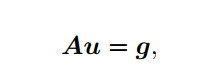 Au = g,